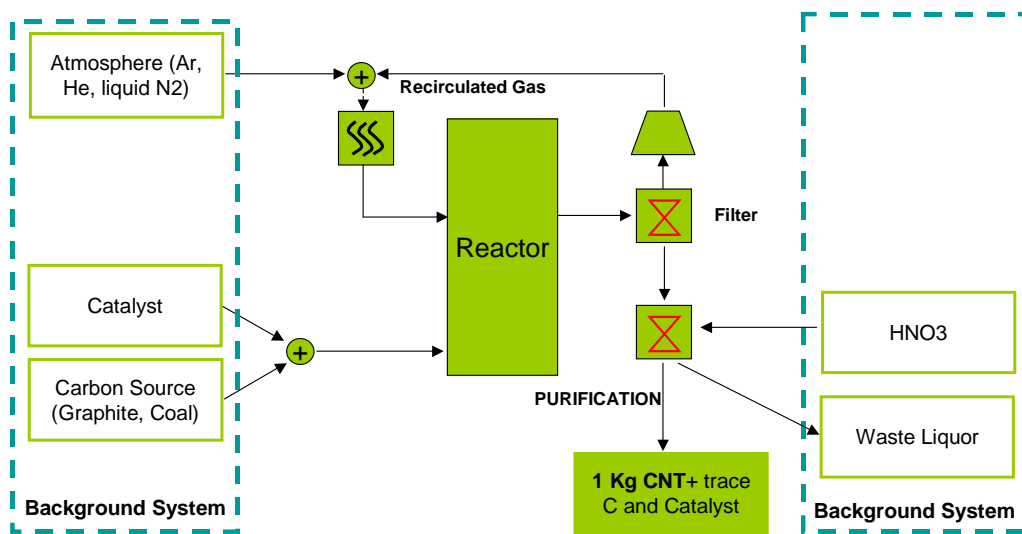 Atmosphere (Ar,
He, liquid N2)
+
Recirculated Gas
Reactor
Filter
Catalyst
+
Carbon Source
(Graphite, Coal)
HNO3
PURIFICATION
Waste Liquor
1 Kg CNT+ trace
C and Catalyst
Background System
Background System